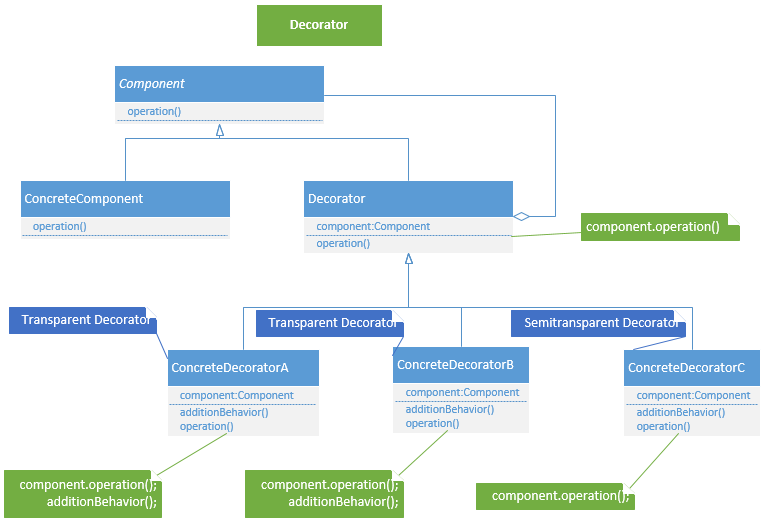 Decorator
Component
operation()
ConcreteComponent
operation()
Decorator
component:Component
operation()
component.operation()
Transparent Decorator
Transparent Decorator
Semitransparent Decorator
ConcreteDecoratorA
component:Component
additionBehavior()
operation()
ConcreteDecoratorB
component:Component
additionBehavior()
operation()
ConcreteDecoratorC
component:Component
additionBehavior()
operation()
component.operation();
additionBehavior();
component.operation();
additionBehavior();
component.operation();